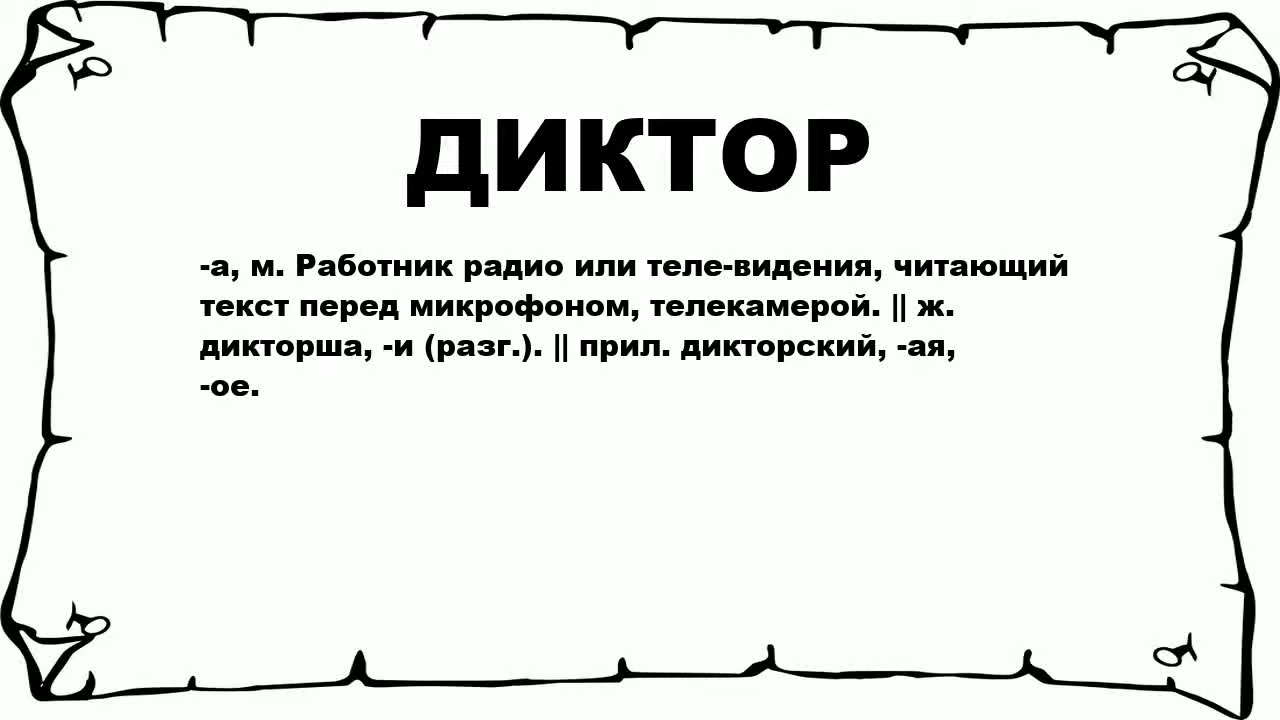 ДИКТОР
-а, м. Работник радио или теле-видения, читающий
текст перед микрофоном, телекамерой. || ж.
дикторша, -и (разг.). || прил. дикторский, -ая,
-ое.